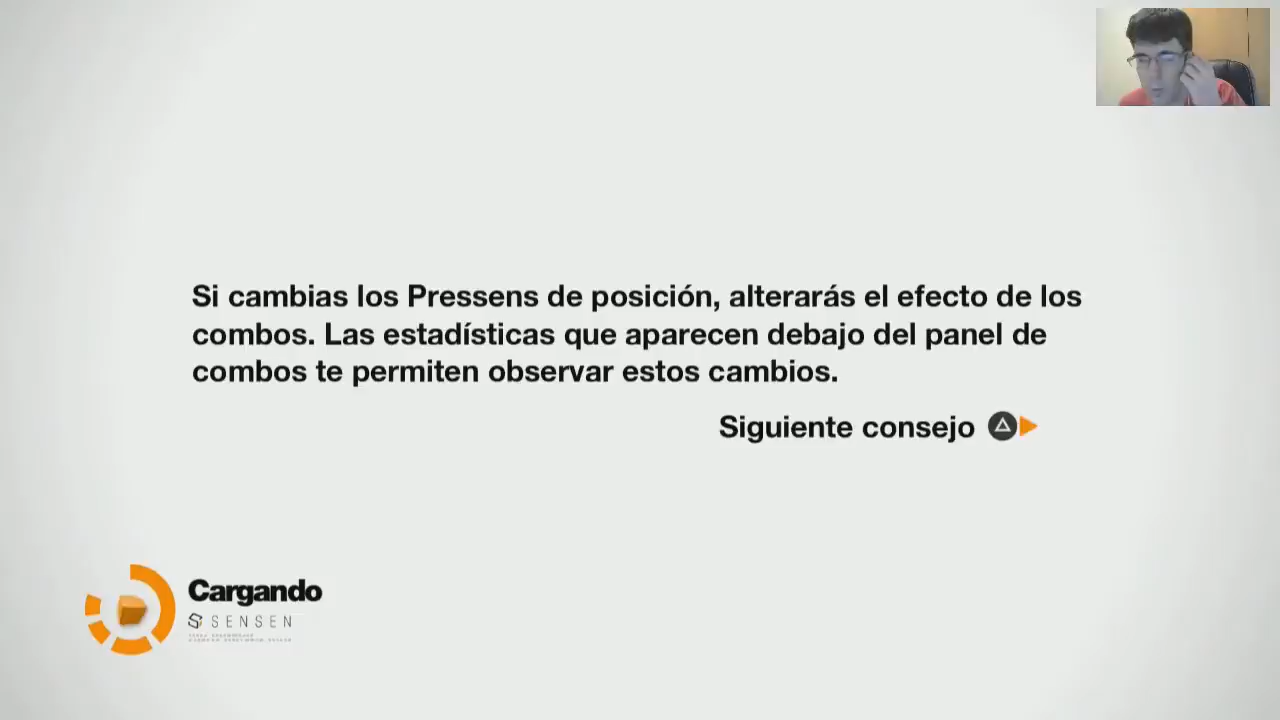 Si cambias los Pressens de posición, alterarás el efecto de los
combos. Las estadísticas que aparecen debajo del panel de
combos te permiten observar estos cambios.
Siguiente consejo
Cargando
SENSEN